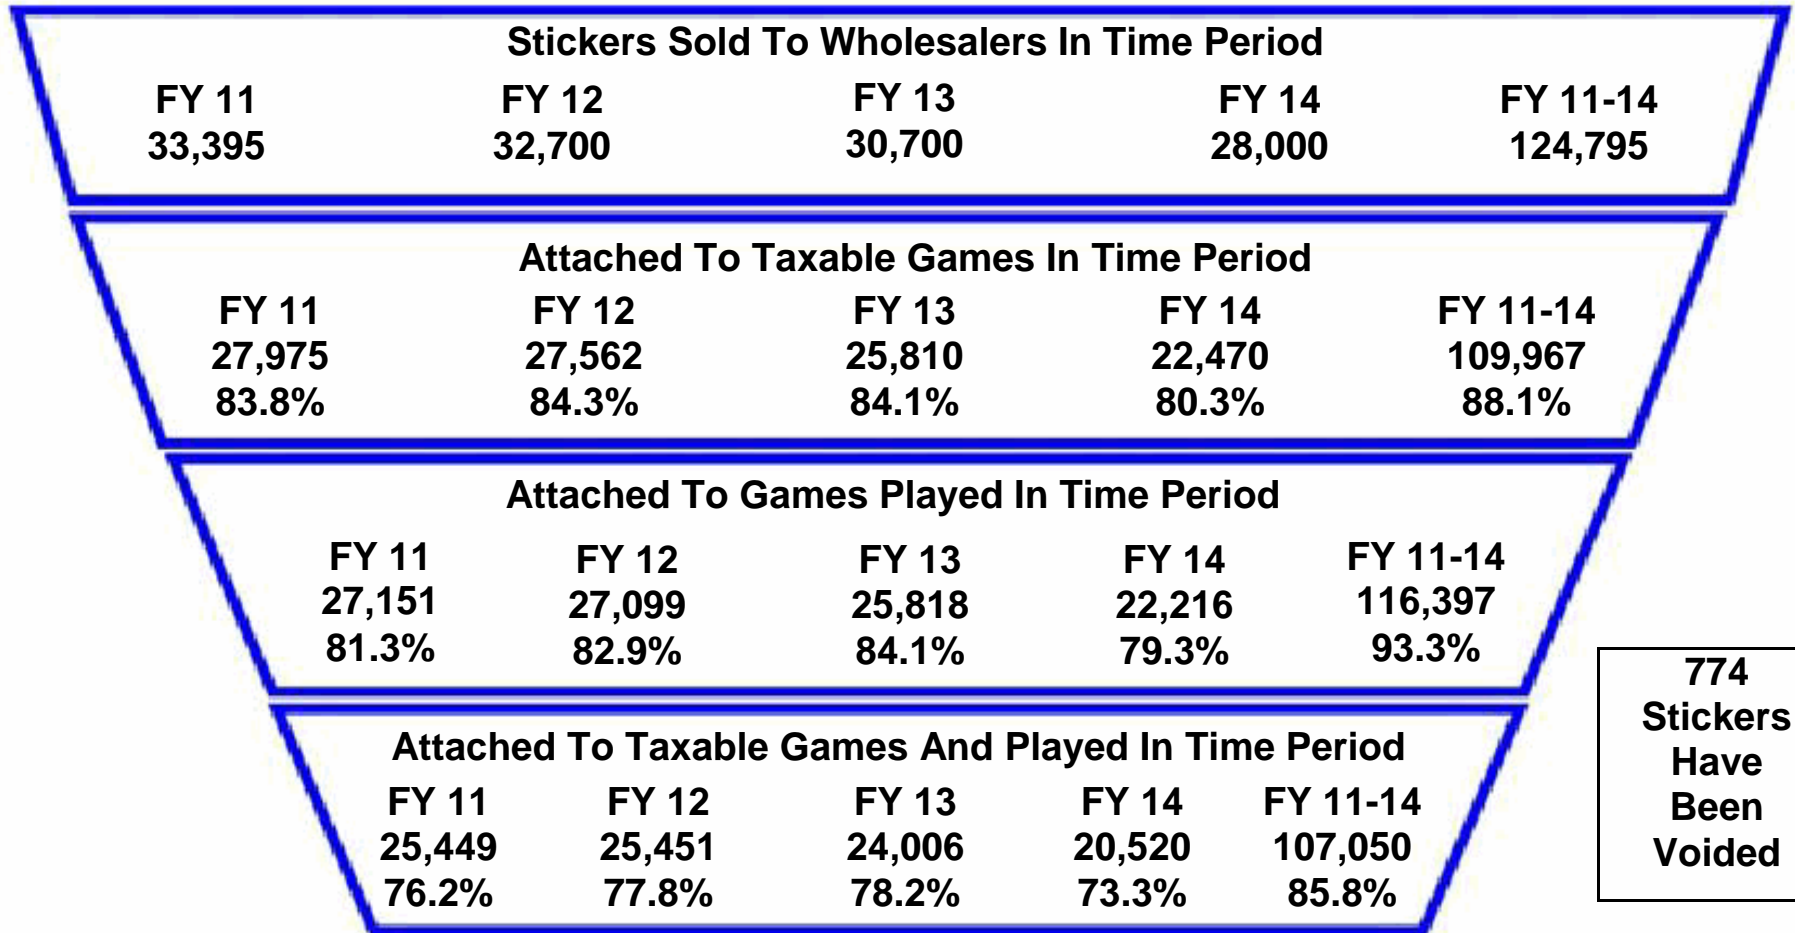 Stickers Sold To Wholesalers In Time Period
FY 11 FY 12 FY 13 FY 14 FY 11-14
33,395 32,700 30,700 28,000 124,795
Attached To Taxable Games In Time Period
FY 11 FY 12 FY 13 FY 14 FY 11-14
27,975 27,562 25,810 22,470 109,967
83.8% 84.3% 84.1% 80.3% 88.1%
Attached To Games Played In Time Period
FY 11 FY 12 FY 13 FY 14 FY 11-14
27,151 27,099 25,818 22,216 116,397
81.3% 82.9% 84.1% 79.3% 93.3%
Attached To Taxable Games And Played In Time Period
FY 11 FY 12 FY 13 FY 14 FY 11-14
25,449 25,451 24,006 20,520 107,050
76.2% 77.8% 78.2% 73.3% 85.8%
774
Stickers
Have
Been
Voided